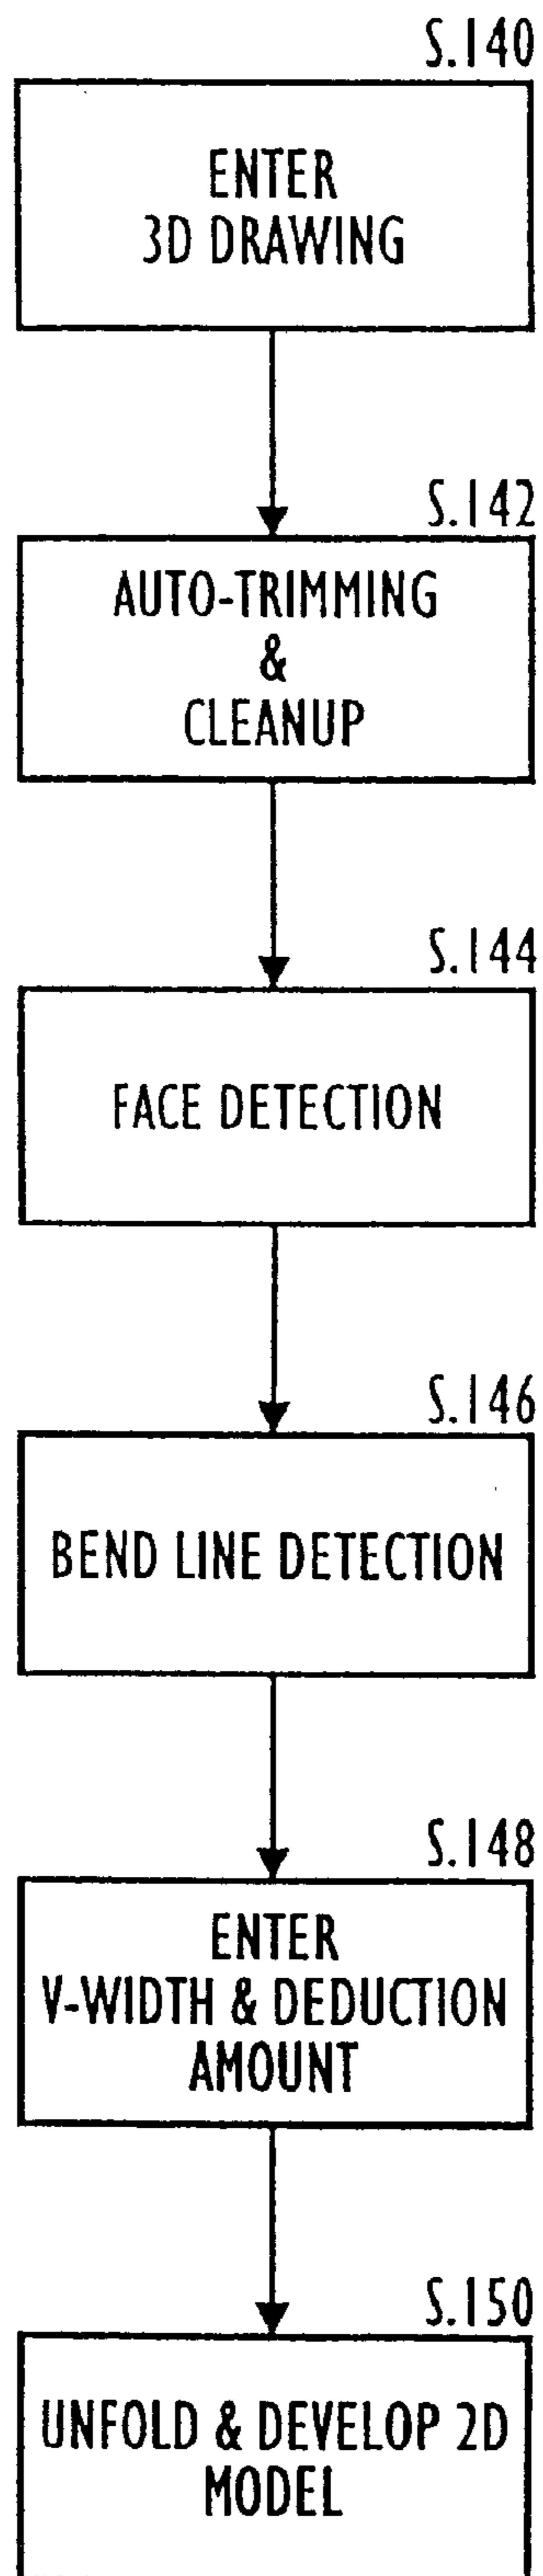 S.140
ENTER
3D DRAWING
S.142
AUTO-TRIMMING
&
CLEANUP
S.144
FACE DETECTION
S.146
BEND LINE DETECTION
S.148
ENTER
V-WIDTH & DEDUCTION
AMOUNT
S.150
UNFOLD & DEVELOP 2D
MODEL